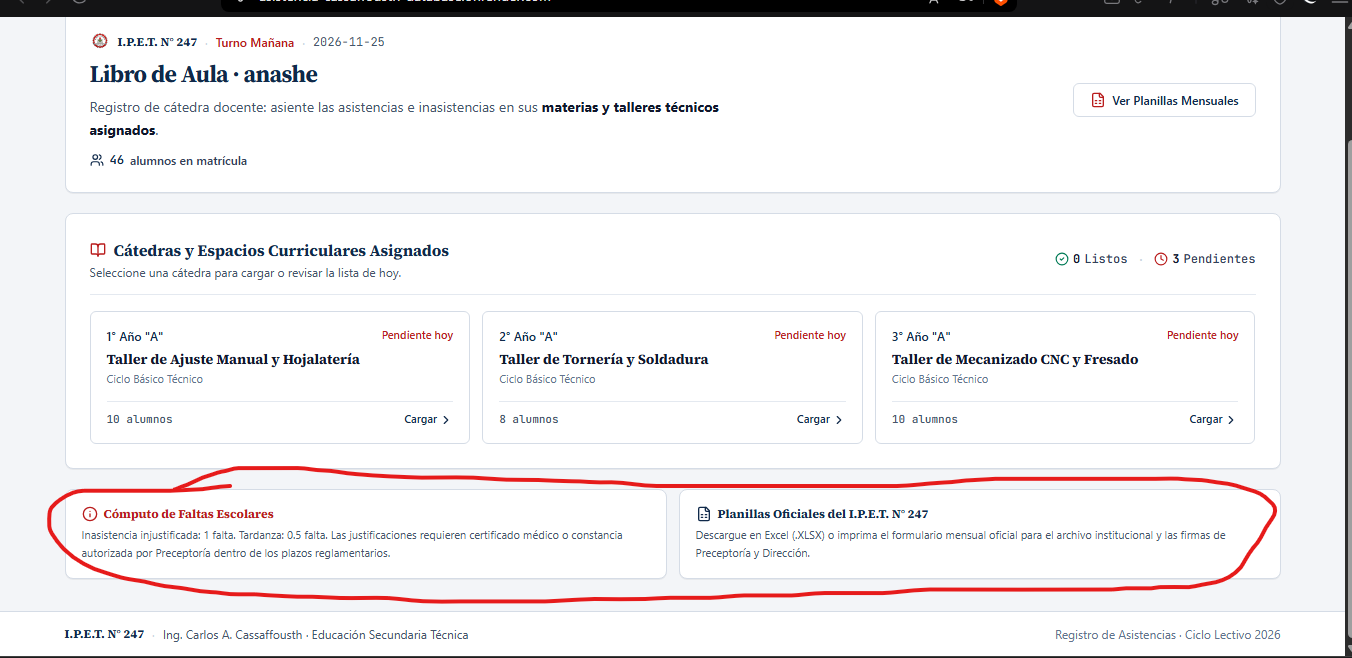 I.P.E.T. N° 247 · Turno Mañana · 2026-11-25
Libro de Aula · anashe
Registro de cátedra docente: asiente las asistencias e inasistencias en sus materias y talleres técnicos
asignados.
46 alumnos en matrícula
Ver Planillas Mensuales
Cátedras y Espacios Curriculares Asignados
Seleccione una cátedra para cargar o revisar la lista de hoy.
0 Listos · 3 Pendientes
1° Año "A"
Pendiente hoy
Taller de Ajuste Manual y Hojalatería
Ciclo Básico Técnico
10 alumnos
Cargar
2° Año "A"
Pendiente hoy
Taller de Tornería y Soldadura
Ciclo Básico Técnico
8 alumnos
Cargar
3° Año "A"
Pendiente hoy
Taller de Mecanizado CNC y Fresado
Ciclo Básico Técnico
10 alumnos
Cargar
Cómputo de Faltas Escolares
Inasistencia injustificada: 1 falta. Tardanza: 0.5 falta. Las justificaciones requieren certificado médico o constancia
autorizada por Preceptoría dentro de los plazos reglamentarios.
Planillas Oficiales del I.P.E.T. N° 247
Descargue en Excel (.XLSX) o imprima el formulario mensual oficial para el archivo institucional y las firmas de
Preceptoría y Dirección.
I.P.E.T. N° 247 · Ing. Carlos A. Cassaffousth · Educación Secundaria Técnica
Registro de Asistencias · Ciclo Lectivo 2026